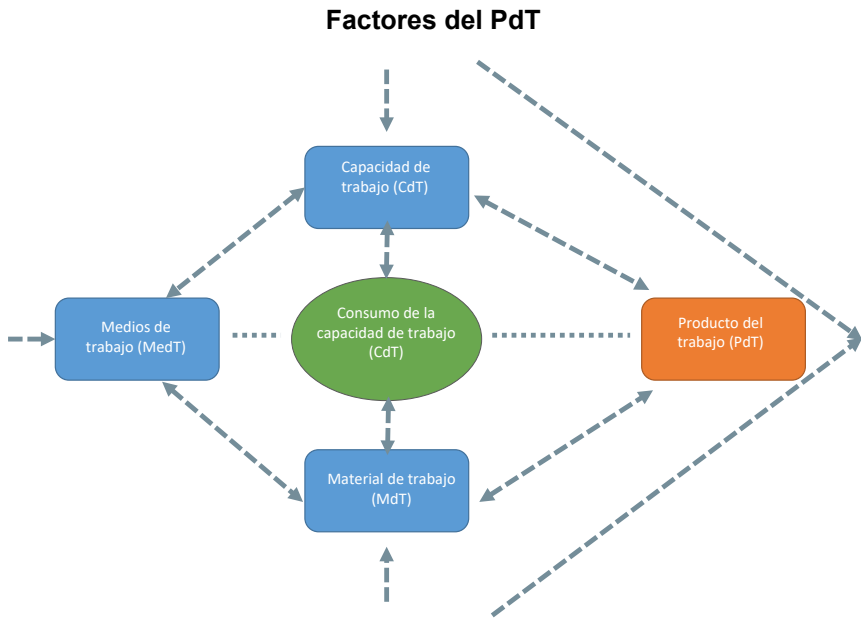 Factores del PdT
Capacidad de
trabajo (CdT)
Medios de
trabajo (MedT)
Consumo de la
capacidad de trabajo
(CdT)
Producto del
trabajo (PdT)
Material de trabajo
(MdT)